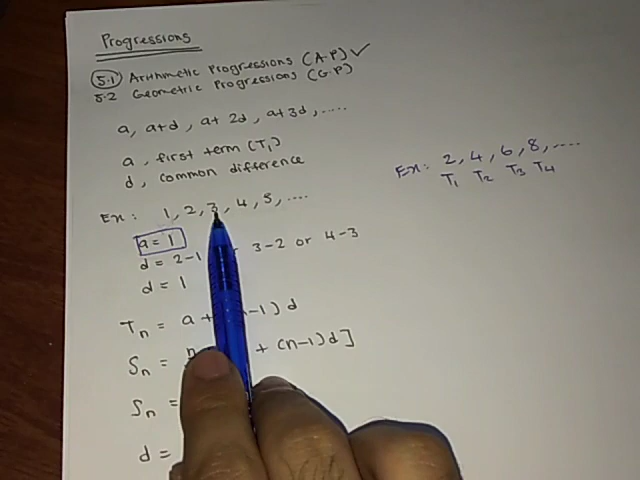 Progressions
5.1 Arithmetic Progressions (A.P) ✓
5.2 Geometric Progressions (G.P)
a, a+d, a+ 2d, a+3d, ....
a, first term (T₁)
d, common difference
Ex: 1, 2, 3, 4, 5, ....
a = 1
d = 2-1 3-2 or 4-3
d = 1
Tn = a + -1) d
Sn = + (n-1)d]
Sn =
d =
Ex: 2, 4, 6, 8, ....
T₁ T₂ T₃ T₄